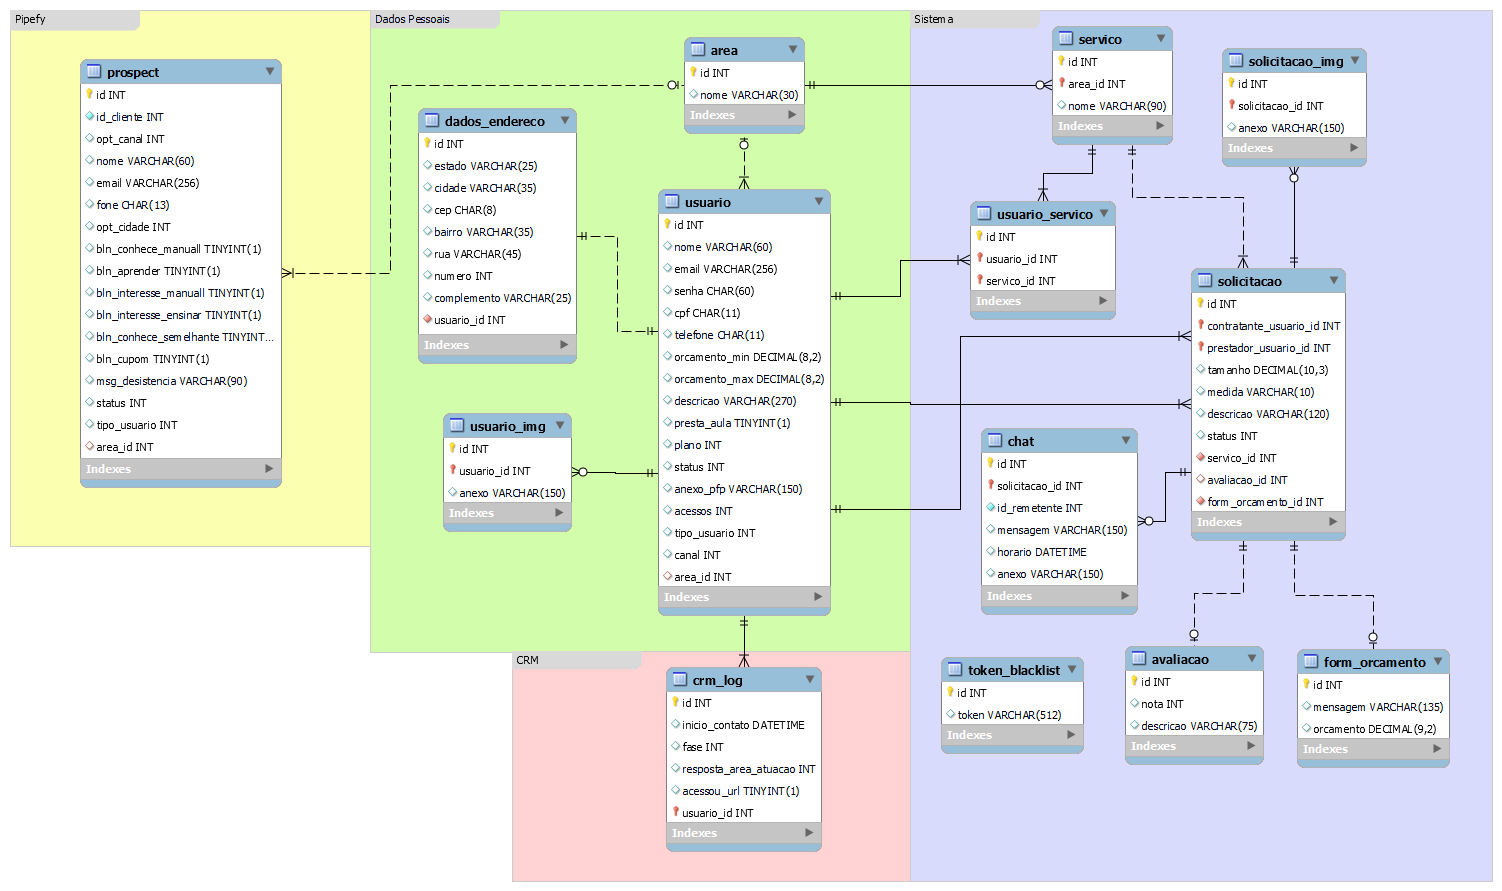 Pipefy
prospect
id INT
id_cliente INT
opt_canal INT
nome VARCHAR(60)
email VARCHAR(256)
fone CHAR(13)
opt_cidade INT
bln_conhece_manuall TINYINT(1)
bln_aprender TINYINT(1)
bln_interesse_manuall TINYINT(1)
bln_interesse_ensinar TINYINT(1)
bln_conhece_semelhante TINYINT...
bln_cupom TINYINT(1)
msg_desistencia VARCHAR(90)
status INT
tipo_usuario INT
area_id INT
Indexes
Dados Pessoais
area
id INT
nome VARCHAR(30)
Indexes
dados_endereco
id INT
estado VARCHAR(25)
cidade VARCHAR(35)
cep CHAR(8)
bairro VARCHAR(35)
rua VARCHAR(45)
numero INT
complemento VARCHAR(25)
usuario_id INT
Indexes
usuario
id INT
nome VARCHAR(60)
email VARCHAR(256)
senha CHAR(60)
cpf CHAR(11)
telefone CHAR(11)
orcamento_min DECIMAL(8,2)
orcamento_max DECIMAL(8,2)
descricao VARCHAR(270)
presta_aula TINYINT(1)
plano INT
status INT
anexo_pfp VARCHAR(150)
acessos INT
tipo_usuario INT
canal INT
area_id INT
Indexes
usuario_img
id INT
usuario_id INT
anexo VARCHAR(150)
Indexes
CRM
crm_log
id INT
inicio_contato DATETIME
fase INT
resposta_area_atuacao INT
acessou_url TINYINT(1)
usuario_id INT
Indexes
Sistema
servico
id INT
area_id INT
nome VARCHAR(90)
Indexes
solicitacao_img
id INT
solicitacao_id INT
anexo VARCHAR(150)
Indexes
usuario_servico
id INT
usuario_id INT
servico_id INT
Indexes
solicitacao
id INT
contratante_usuario_id INT
prestador_usuario_id INT
tamanho DECIMAL(10,3)
medida VARCHAR(10)
descricao VARCHAR(120)
status INT
servico_id INT
avaliacao_id INT
form_orcamento_id INT
Indexes
chat
id INT
solicitacao_id INT
id_remetente INT
mensagem VARCHAR(150)
horario DATETIME
anexo VARCHAR(150)
Indexes
token_blacklist
id INT
token VARCHAR(512)
Indexes
avaliacao
id INT
nota INT
descricao VARCHAR(75)
Indexes
form_orcamento
id INT
mensagem VARCHAR(135)
orcamento DECIMAL(9,2)
Indexes